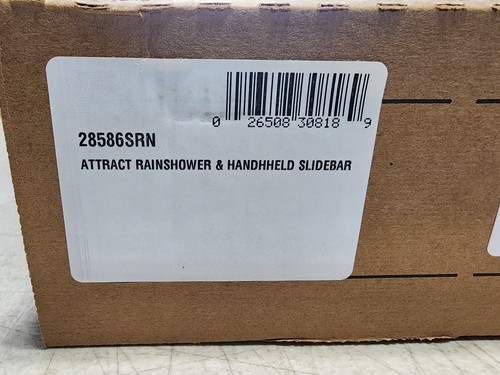 0 26508 30818 9
28586SRN
ATTRACT RAINSHOWER & HANDHHELD SLIDEBAR